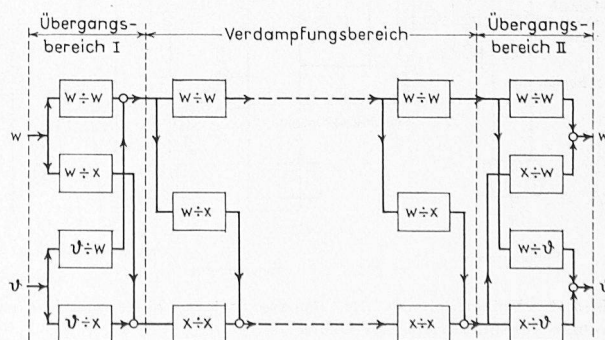 Übergangs-
bereich I
Verdampfungsbereich
Übergangs-
bereich II
W÷W
W÷W
W÷W
W÷W
w
w
W÷X
X÷W
W÷X
W÷X
ϑ÷W
W÷ϑ
ϑ
ϑ
ϑ÷X
X÷X
X÷X
X÷ϑ